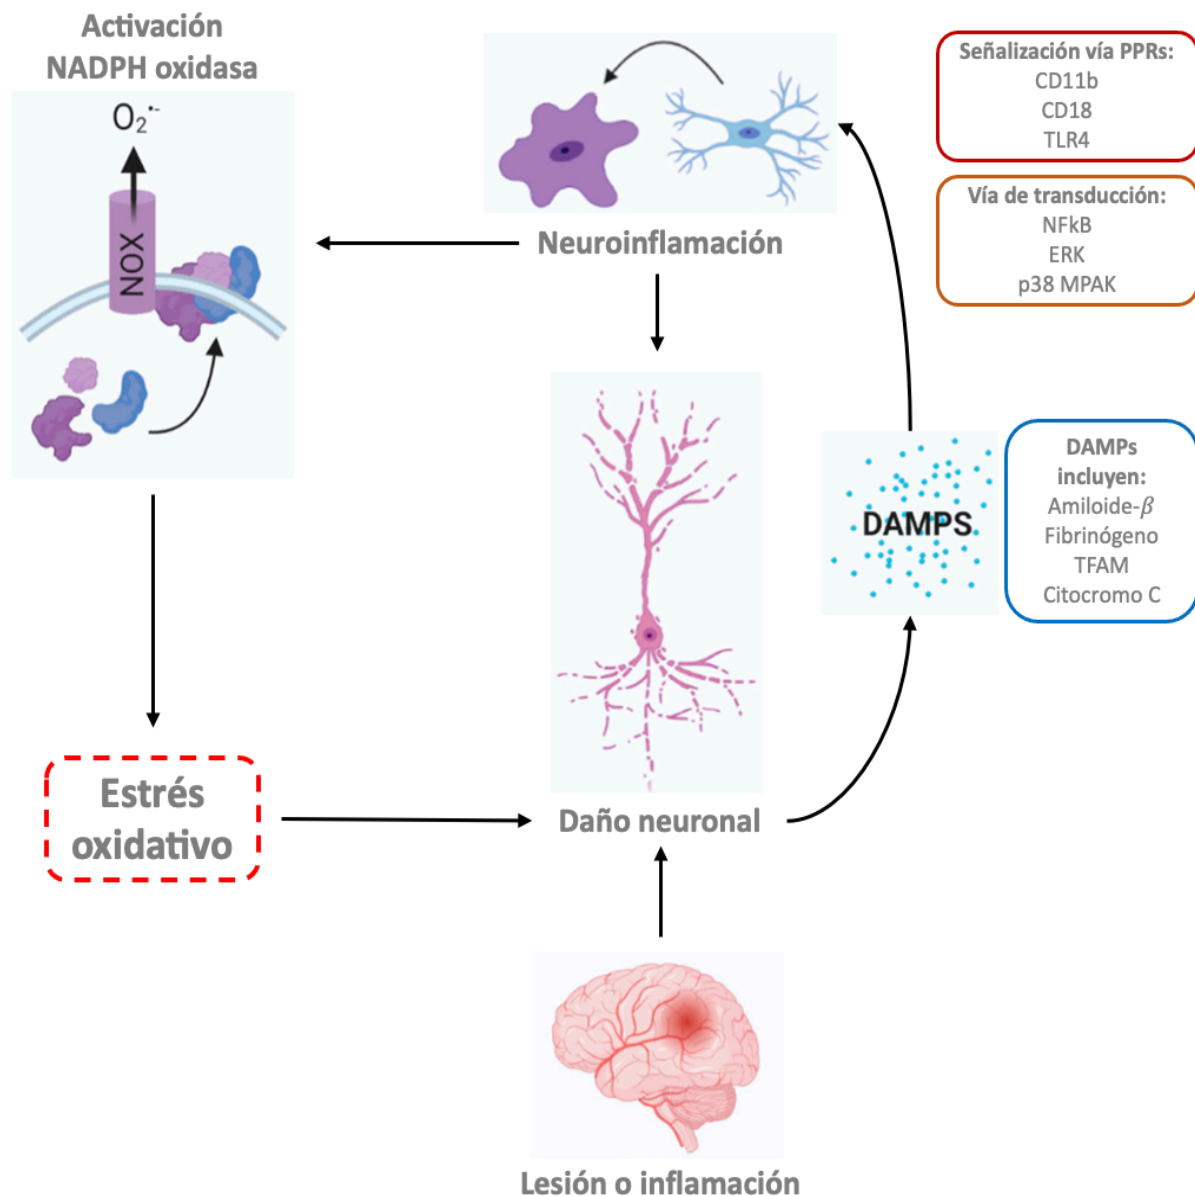 Activación
NADPH oxidasa
O₂˙⁻
NOX
Neuroinflamación
Señalización vía PPRs:
CD11b
CD18
TLR4
Vía de transducción:
NFkB
ERK
p38 MPAK
DAMPS
DAMPs
incluyen:
Amiloide-β
Fibrinógeno
TFAM
Citocromo C
Estrés
oxidativo
Daño neuronal
Lesión o inflamación